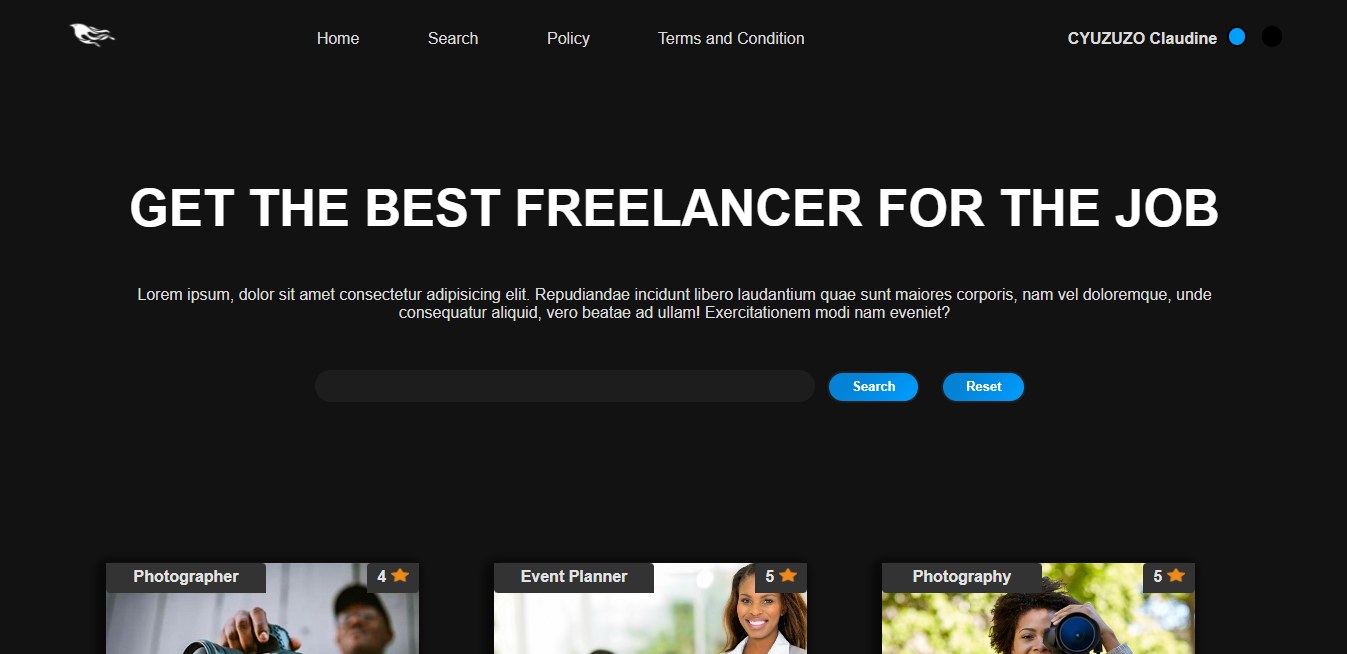 Home
Search
Policy
Terms and Condition
CYUZUZO Claudine
GET THE BEST FREELANCER FOR THE JOB
Lorem ipsum, dolor sit amet consectetur adipisicing elit. Repudiandae incidunt libero laudantium quae sunt maiores corporis, nam vel doloremque, unde
consequatur aliquid, vero beatae ad ullam! Exercitationem modi nam eveniet?
Search
Reset
Photographer
4
Event Planner
5
Photography
5